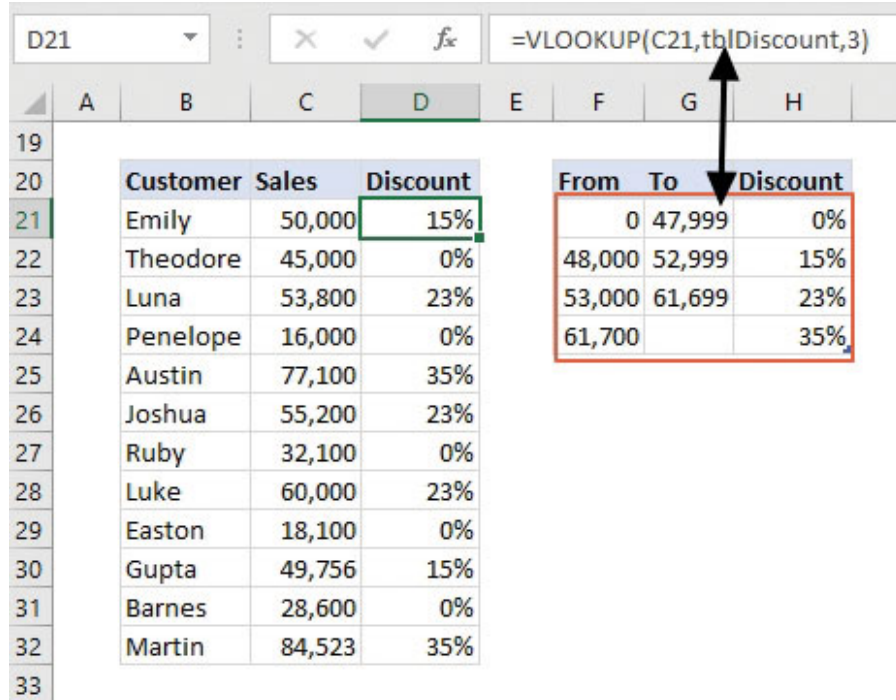 D21 fx =VLOOKUP(C21,tblDiscount,3)
A B C D E F G H
19
20 Customer Sales Discount From To Discount
21 Emily 50,000 15% 0 47,999 0%
22 Theodore 45,000 0% 48,000 52,999 15%
23 Luna 53,800 23% 53,000 61,699 23%
24 Penelope 16,000 0% 61,700 35%
25 Austin 77,100 35%
26 Joshua 55,200 23%
27 Ruby 32,100 0%
28 Luke 60,000 23%
29 Easton 18,100 0%
30 Gupta 49,756 15%
31 Barnes 28,600 0%
32 Martin 84,523 35%
33